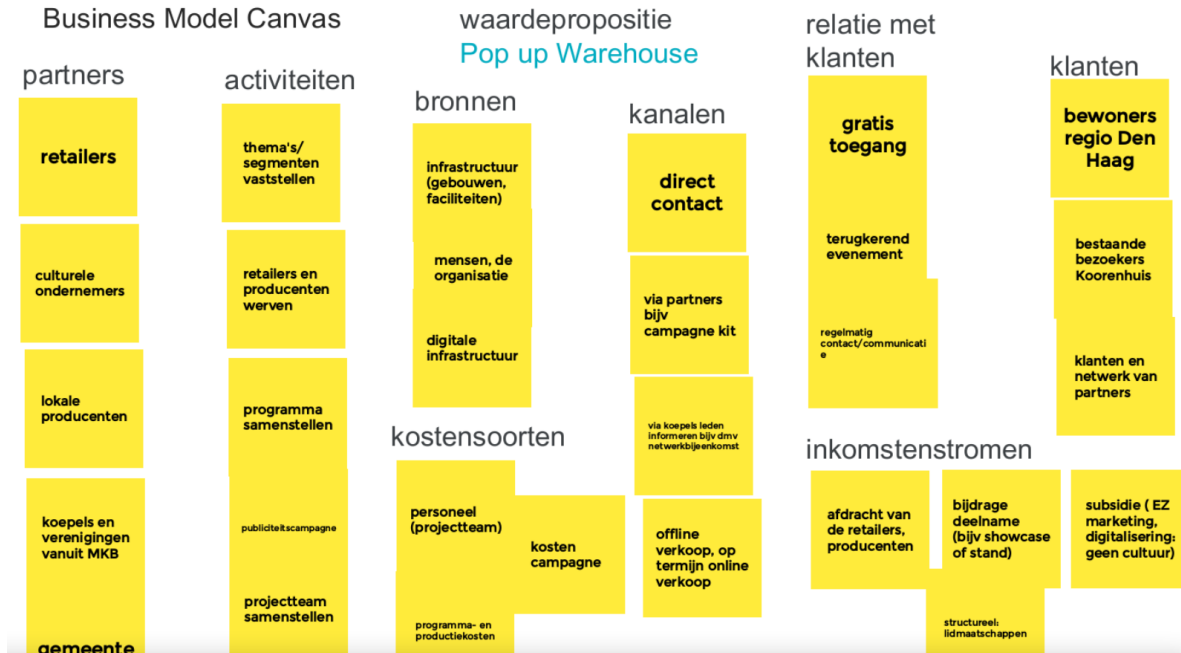 Business Model Canvas
waardepropositie
Pop up Warehouse
partners
retailers
culturele
ondernemers
lokale
producenten
koepels en
verenigingen
vanuit MKB
gemeente
activiteiten
thema's/
segmenten
vaststellen
retailers en
producenten
werven
programma
samenstellen
publiciteitscampagne
projectteam
samenstellen
bronnen
infrastructuur
(gebouwen,
faciliteiten)
mensen, de
organisatie
digitale
infrastructuur
kanalen
direct
contact
via partners
bijv
campagne kit
via koepels leden
informeren bijv dmv
netwerkbijeenkomst
offline
verkoop, op
termijn online
verkoop
relatie met
klanten
gratis
toegang
terugkerend
evenement
regelmatig
contact/communicati
e
klanten
bewoners
regio Den
Haag
bestaande
bezoekers
Koorenhuis
klanten en
netwerk van
partners
kostensoorten
personeel
(projectteam)
kosten
campagne
programma- en
productiekosten
inkomstenstromen
afdracht van
de retailers,
producenten
bijdrage
deelname
(bijv showcase
of stand)
subsidie ( EZ
marketing,
digitalisering:
geen cultuur)
structureel:
lidmaatschappen